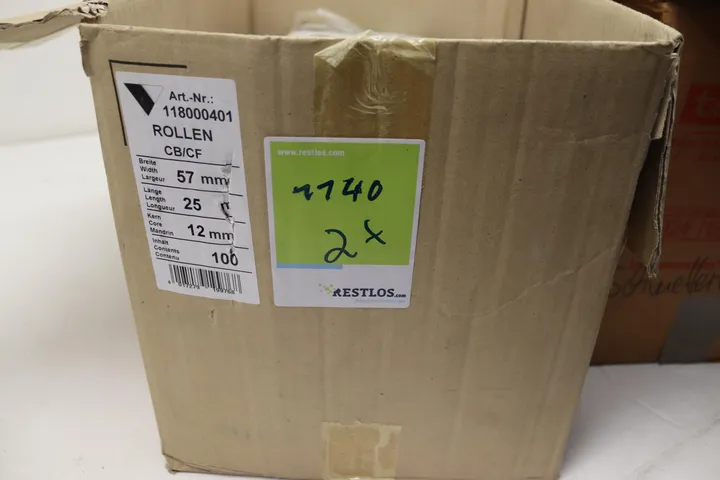 Art.-Nr.:
118000401
ROLLEN
CB/CF
Breite
Width
Largeur
57 mm
Länge
Length
Longueur
25 m
Kern
Core
Mandrin
12 mm
Inhalt
Contents
Contenu
100
www.restlos.com
1140
2x
RESTLOS.com